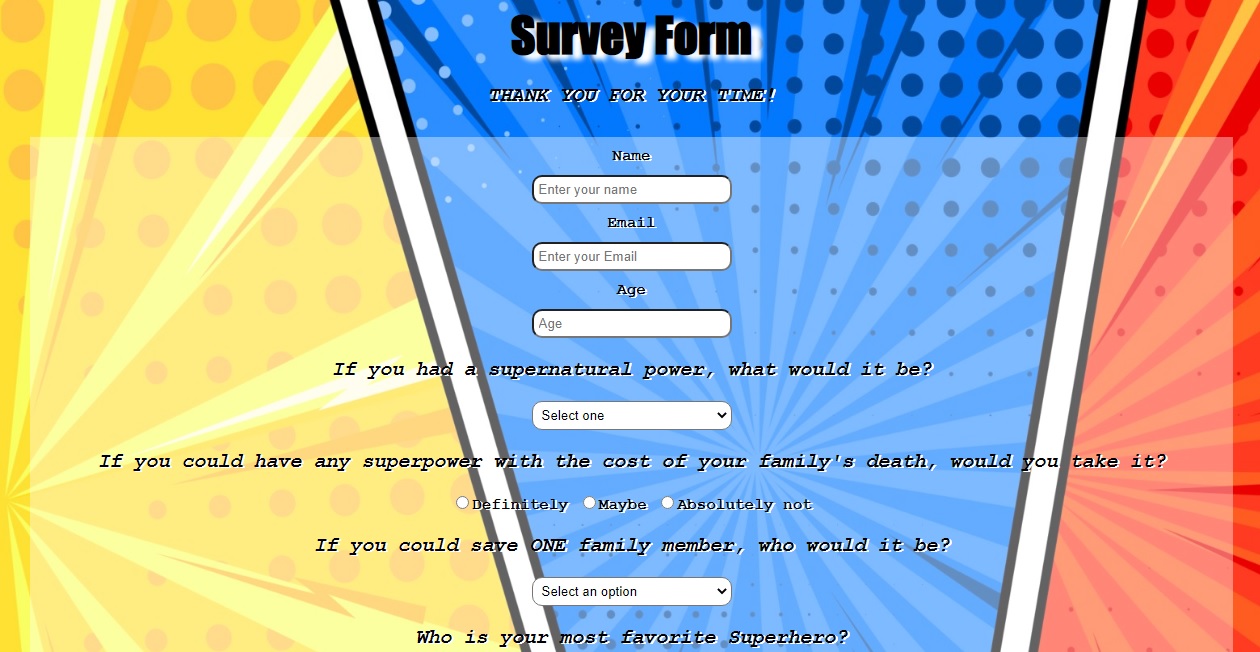 Survey Form
THANK YOU FOR YOUR TIME!
Name
Enter your name
Email
Enter your Email
Age
Age
If you had a supernatural power, what would it be?
Select one
If you could have any superpower with the cost of your family's death, would you take it?
Definitely Maybe Absolutely not
If you could save ONE family member, who would it be?
Select an option
Who is your most favorite Superhero?